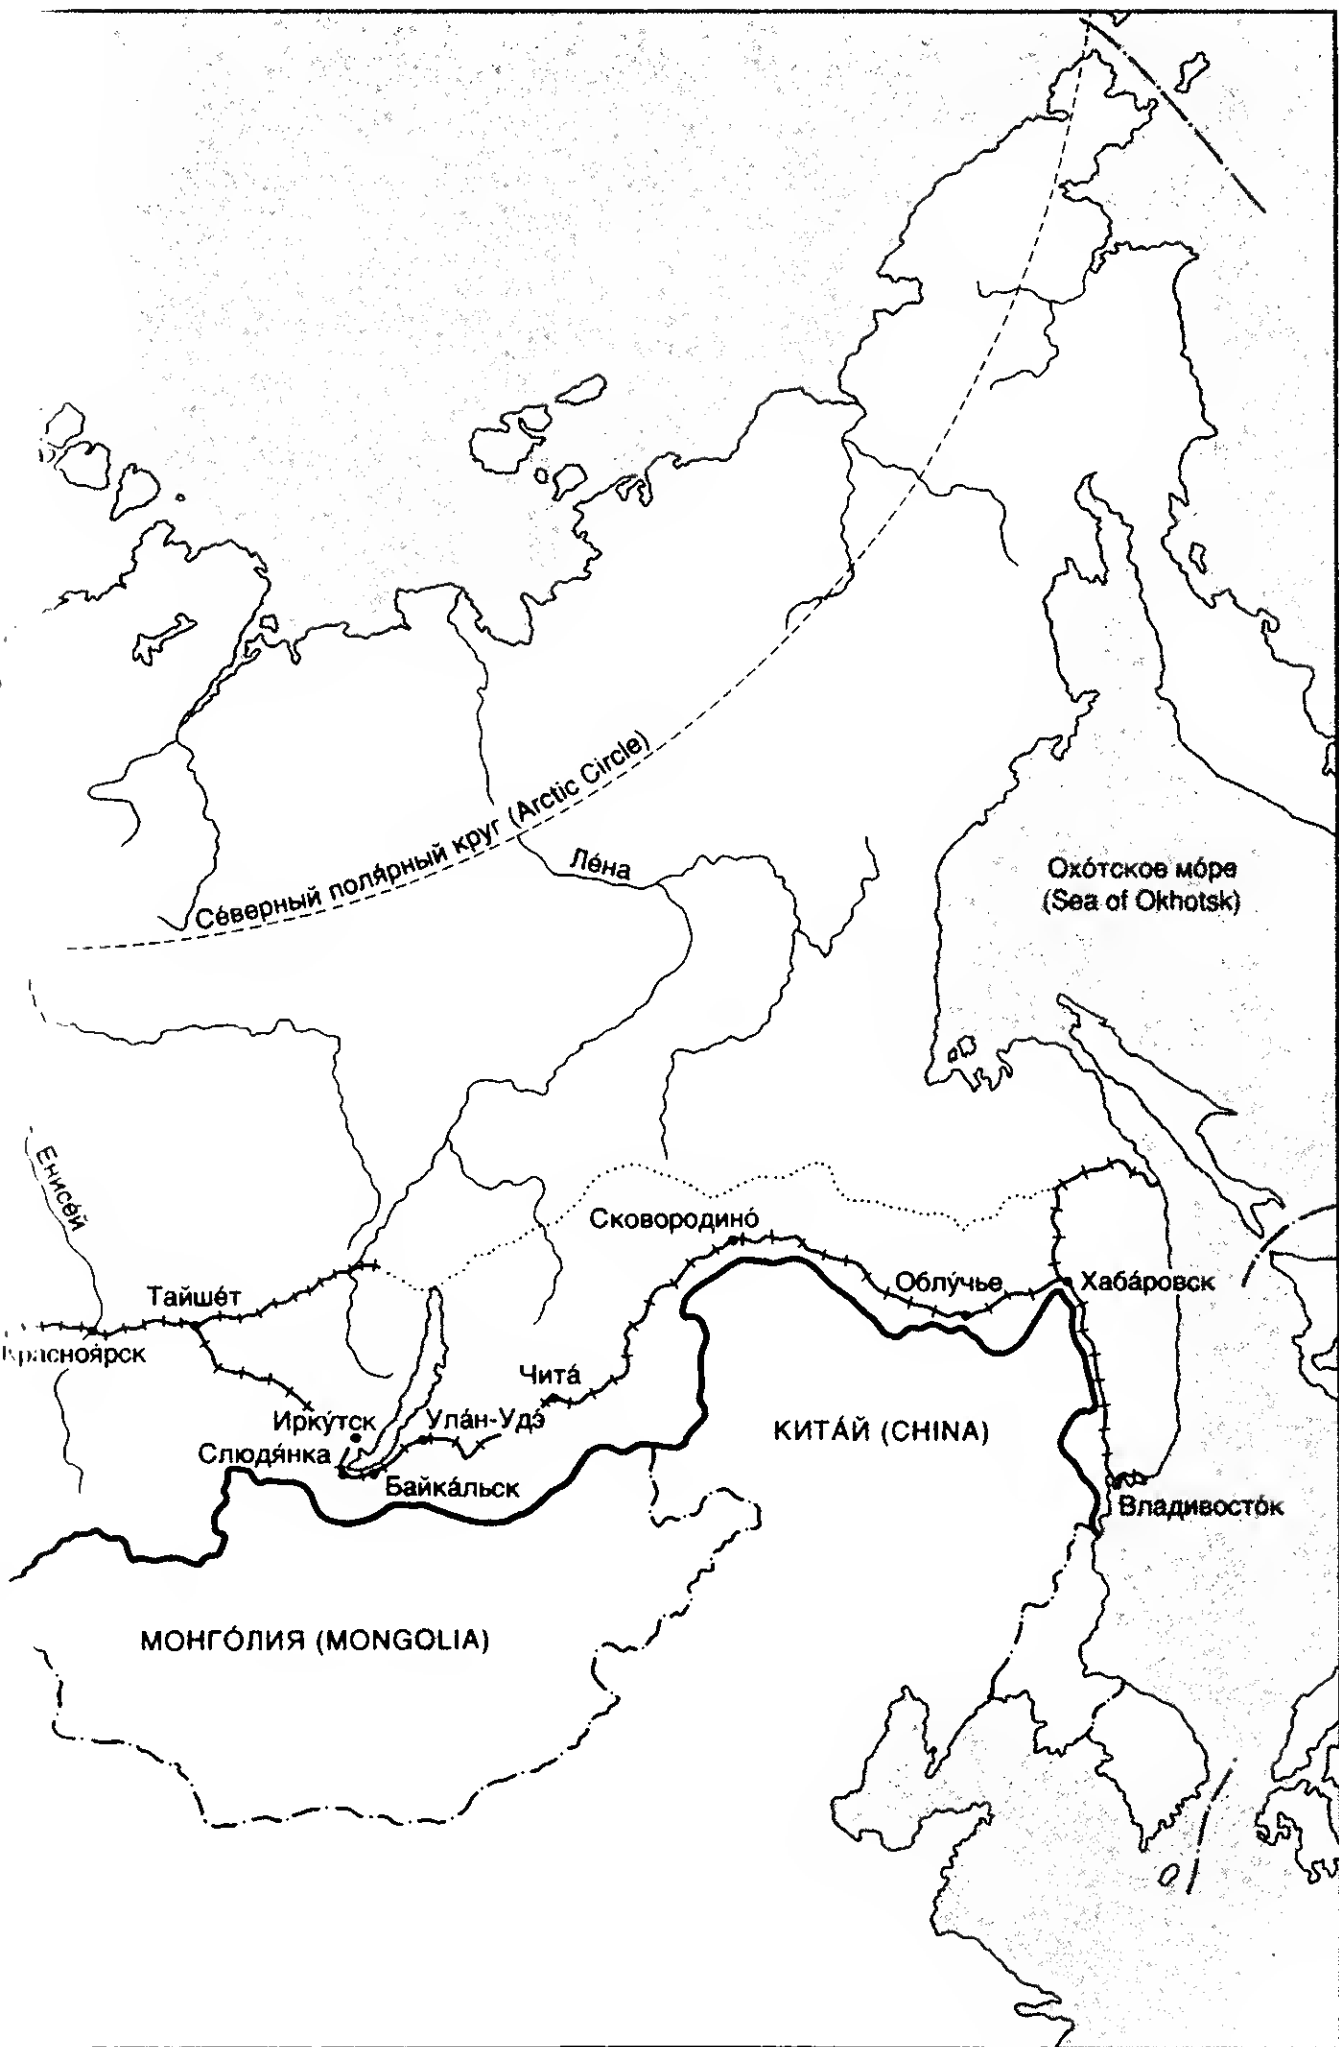 Се́верный поля́рный круг (Arctic Circle)
Ле́на
Охо́тское мо́ре
(Sea of Okhotsk)
Енисе́й
Сковородино́
Тайше́т
Облу́чье
Хаба́ровск
Красноя́рск
Чита́
Ирку́тск
Ула́н-Удэ́
Слюдя́нка
Байка́льск
КИТА́Й (CHINA)
Владивосто́к
МОНГО́ЛИЯ (MONGOLIA)